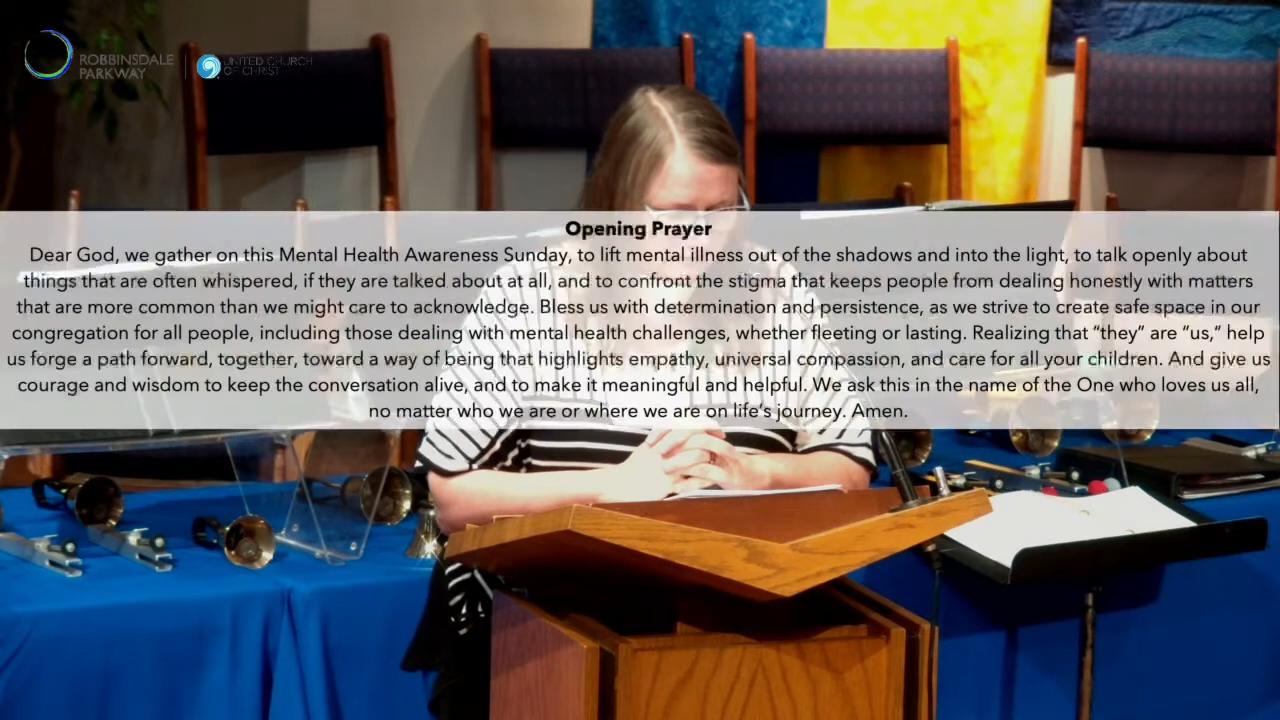 ROBBINSDALE
PARKWAY
UNITED CHURCH
OF CHRIST
Opening Prayer
Dear God, we gather on this Mental Health Awareness Sunday, to lift mental illness out of the shadows and into the light, to talk openly about
things that are often whispered, if they are talked about at all, and to confront the stigma that keeps people from dealing honestly with matters
that are more common than we might care to acknowledge. Bless us with determination and persistence, as we strive to create safe space in our
congregation for all people, including those dealing with mental health challenges, whether fleeting or lasting. Realizing that “they” are “us,” help
us forge a path forward, together, toward a way of being that highlights empathy, universal compassion, and care for all your children. And give us
courage and wisdom to keep the conversation alive, and to make it meaningful and helpful. We ask this in the name of the One who loves us all,
no matter who we are or where we are on life’s journey. Amen.